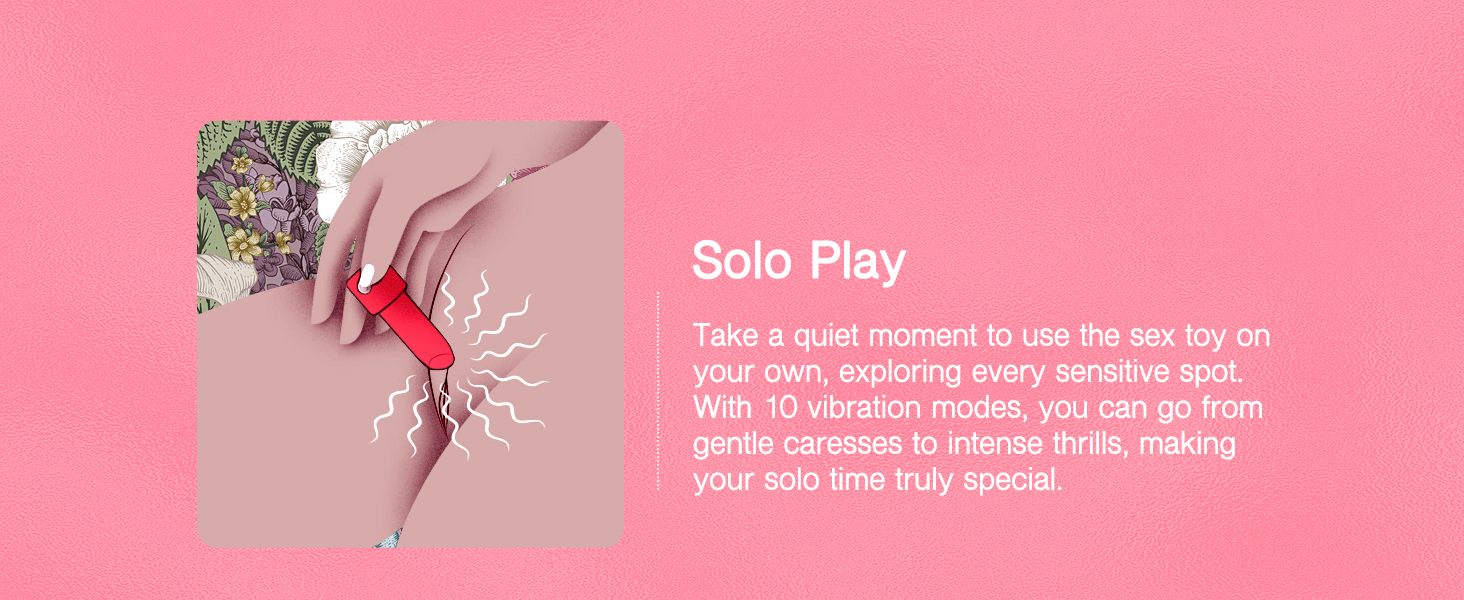 Solo Play
Take a quiet moment to use the sex toy on
your own, exploring every sensitive spot.
With 10 vibration modes, you can go from
gentle caresses to intense thrills, making
your solo time truly special.